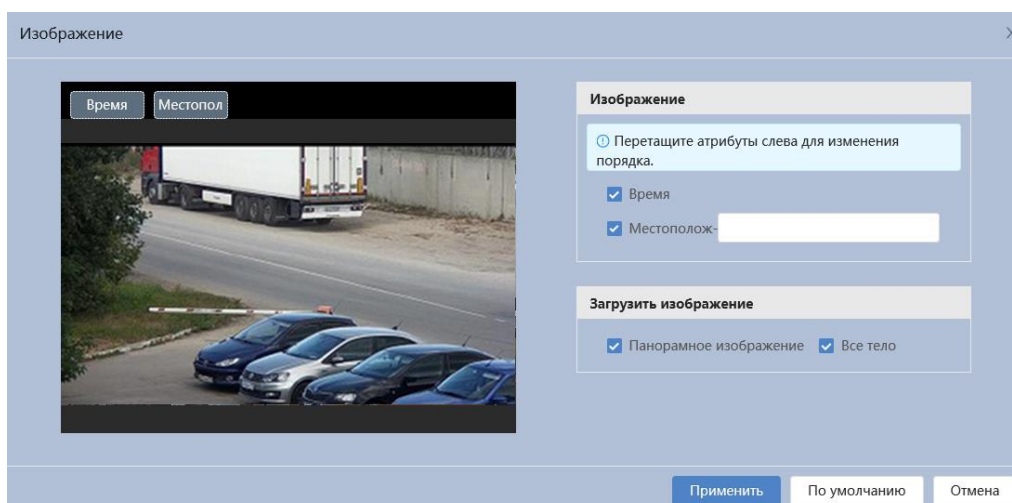 Изображение
Время Местопол
Изображение
Перетащите атрибуты слева для изменения
порядка.
Время
Местополож-
Загрузить изображение
Панорамное изображение Все тело
Применить По умолчанию Отмена